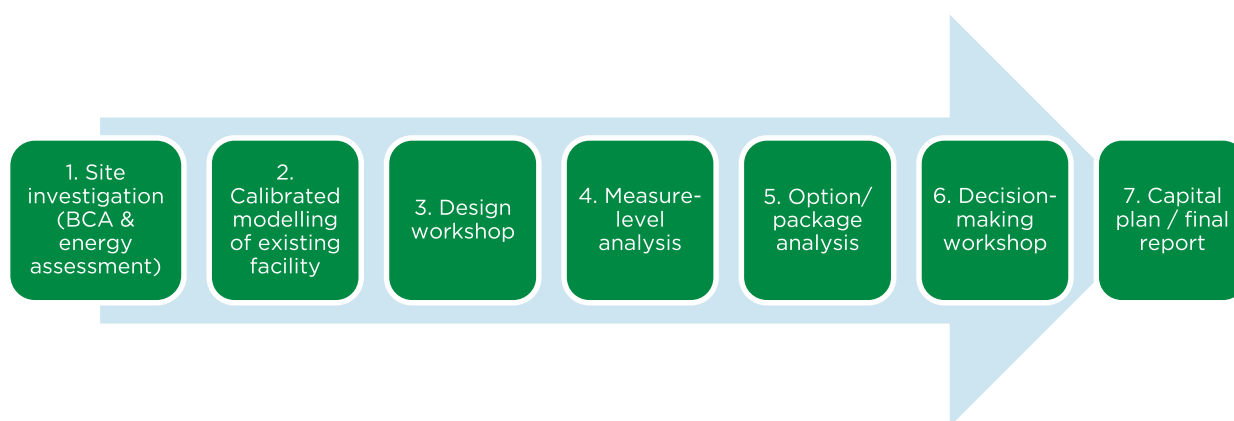 1. Site
investigation
(BCA &
energy
assessment)
2.
Calibrated
modelling
of existing
facility
3. Design
workshop
4. Measure-
level
analysis
5. Option/
package
analysis
6. Decision-
making
workshop
7. Capital
plan / final
report